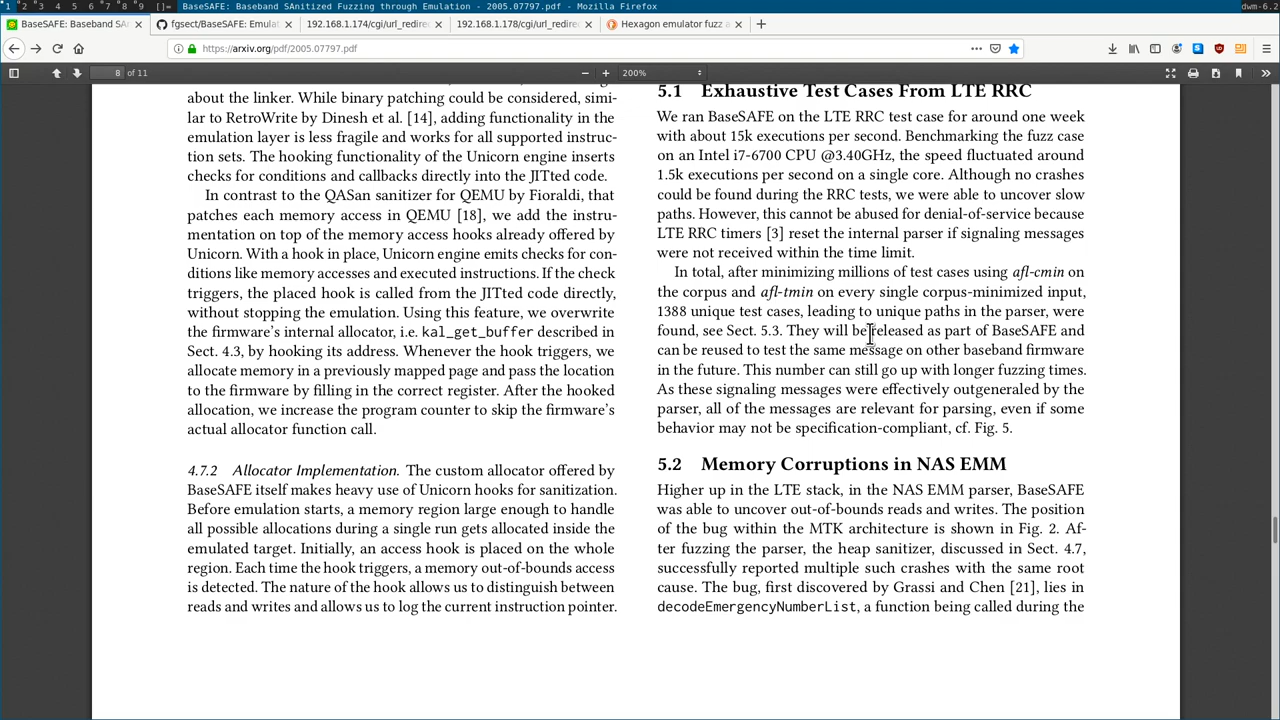 1 2 3 4 5 6 7 8 9 []= BaseSAFE: Baseband SAnitized Fuzzing through Emulation - 2005.07797.pdf - Mozilla Firefox dwm-6.2
BaseSAFE: Baseband SAn × fgsect/BaseSAFE: Emulat × 192.168.1.174/cgi/url_redire × 192.168.1.178/cgi/url_redire × Hexagon emulator fuzz a × +
https://arxiv.org/pdf/2005.07797.pdf
8 of 11 200%
about the linker. While binary patching could be considered, simi-
lar to RetroWrite by Dinesh et al. [14], adding functionality in the
emulation layer is less fragile and works for all supported instruc-
tion sets. The hooking functionality of the Unicorn engine inserts
checks for conditions and callbacks directly into the JITted code.
In contrast to the QASan sanitizer for QEMU by Fioraldi, that
patches each memory access in QEMU [18], we add the instru-
mentation on top of the memory access hooks already offered by
Unicorn. With a hook in place, Unicorn engine emits checks for con-
ditions like memory accesses and executed instructions. If the check
triggers, the placed hook is called from the JITted code directly,
without stopping the emulation. Using this feature, we overwrite
the firmware's internal allocator, i.e. kal_get_buffer described in
Sect. 4.3, by hooking its address. Whenever the hook triggers, we
allocate memory in a previously mapped page and pass the location
to the firmware by filling in the correct register. After the hooked
allocation, we increase the program counter to skip the firmware's
actual allocator function call.
4.7.2 Allocator Implementation. The custom allocator offered by
BaseSAFE itself makes heavy use of Unicorn hooks for sanitization.
Before emulation starts, a memory region large enough to handle
all possible allocations during a single run gets allocated inside the
emulated target. Initially, an access hook is placed on the whole
region. Each time the hook triggers, a memory out-of-bounds access
is detected. The nature of the hook allows us to distinguish between
reads and writes and allows us to log the current instruction pointer.
5.1 Exhaustive Test Cases From LTE RRC
We ran BaseSAFE on the LTE RRC test case for around one week
with about 15k executions per second. Benchmarking the fuzz case
on an Intel i7-6700 CPU @3.40GHz, the speed fluctuated around
1.5k executions per second on a single core. Although no crashes
could be found during the RRC tests, we were able to uncover slow
paths. However, this cannot be abused for denial-of-service because
LTE RRC timers [3] reset the internal parser if signaling messages
were not received within the time limit.
In total, after minimizing millions of test cases using afl-cmin on
the corpus and afl-tmin on every single corpus-minimized input,
1388 unique test cases, leading to unique paths in the parser, were
found, see Sect. 5.3. They will be released as part of BaseSAFE and
can be reused to test the same message on other baseband firmware
in the future. This number can still go up with longer fuzzing times.
As these signaling messages were effectively outgenerated by the
parser, all of the messages are relevant for parsing, even if some
behavior may not be specification-compliant, cf. Fig. 5.
5.2 Memory Corruptions in NAS EMM
Higher up in the LTE stack, in the NAS EMM parser, BaseSAFE
was able to uncover out-of-bounds reads and writes. The position
of the bug within the MTK architecture is shown in Fig. 2. Af-
ter fuzzing the parser, the heap sanitizer, discussed in Sect. 4.7,
successfully reported multiple such crashes with the same root
cause. The bug, first discovered by Grassi and Chen [21], lies in
decodeEmergencyNumberList, a function being called during the